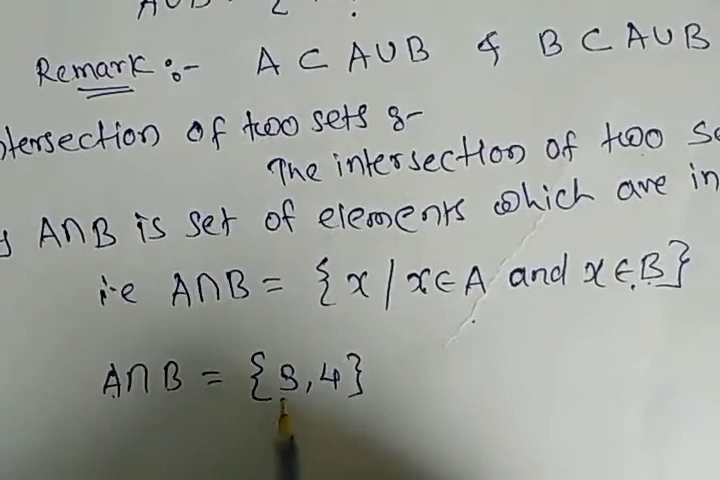 Remark :- A ⊂ A∪B & B ⊂ A∪B
ntersection of two sets :-
The intersection of two se
A∩B is set of elements which are in
i.e A∩B = {x / x∈A and x∈B}
A∩B = {3,4}